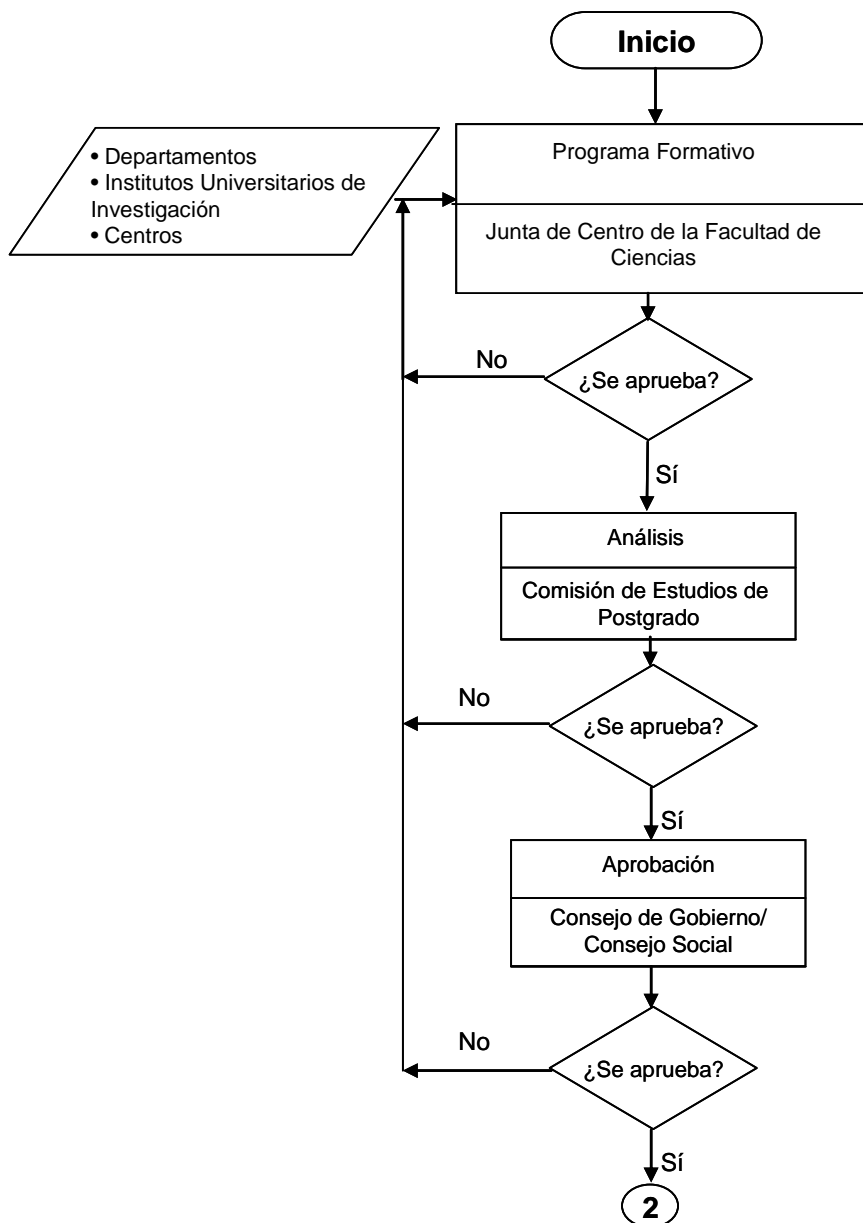 Inicio
• Departamentos
• Institutos Universitarios de
Investigación
• Centros
Programa Formativo
Junta de Centro de la Facultad de
Ciencias
¿Se aprueba?
No
Sí
Análisis
Comisión de Estudios de
Postgrado
¿Se aprueba?
No
Sí
Aprobación
Consejo de Gobierno/
Consejo Social
¿Se aprueba?
No
Sí
2